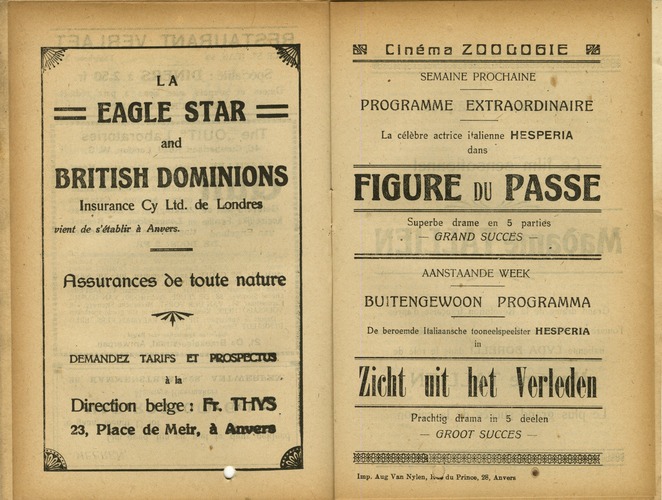 LA
EAGLE STAR
and
BRITISH DOMINIONS
Insurance Cy Ltd. de Londres
vient de s'établir à Anvers.
Assurances de toute nature
DEMANDEZ TARIFS ET PROSPECTUS
à la
Direction belge : Fr. THYS
23, Place de Meir, à Anvers
Cinéma ZOOLOGIE
SEMAINE PROCHAINE
PROGRAMME EXTRAORDINAIRE
La célèbre actrice italienne HESPERIA
dans
FIGURE DU PASSE
Superbe drame en 5 parties
— GRAND SUCCES —
AANSTAANDE WEEK
BUITENGEWOON PROGRAMMA
De beroemde Italiaansche tooneelspeelster HESPERIA
in
Zicht uit het Verleden
Prachtig drama in 5 deelen
— GROOT SUCCES —
Imp. Aug Van Nylen, Rue du Prince, 28, Anvers